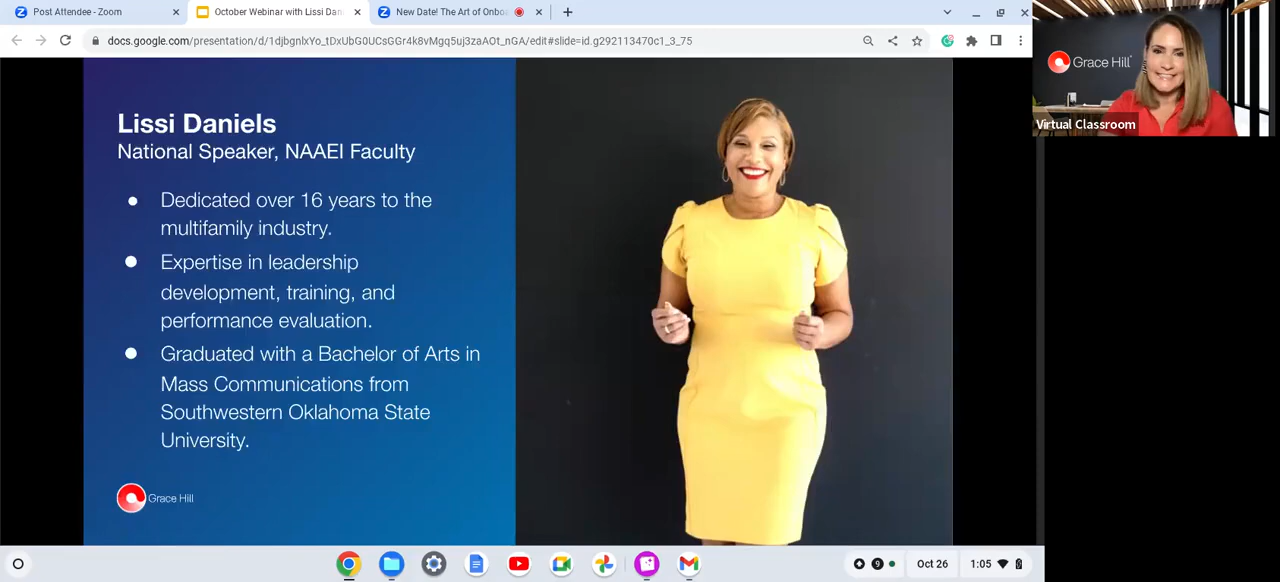 Post Attendee - Zoom
October Webinar with Lissi Dan
New Date! The Art of Onbo
docs.google.com/presentation/d/1djbgnlxYo_tDxUbG0UCsGGr4k8vMgq5uj3zaAOt_nGA/edit#slide=id.g292113470c1_3_75
Grace Hill
Virtual Classroom
Lissi Daniels
National Speaker, NAAEI Faculty
Dedicated over 16 years to the
multifamily industry.
Expertise in leadership
development, training, and
performance evaluation.
Graduated with a Bachelor of Arts in
Mass Communications from
Southwestern Oklahoma State
University.
Grace Hill
9
Oct 26
1:05